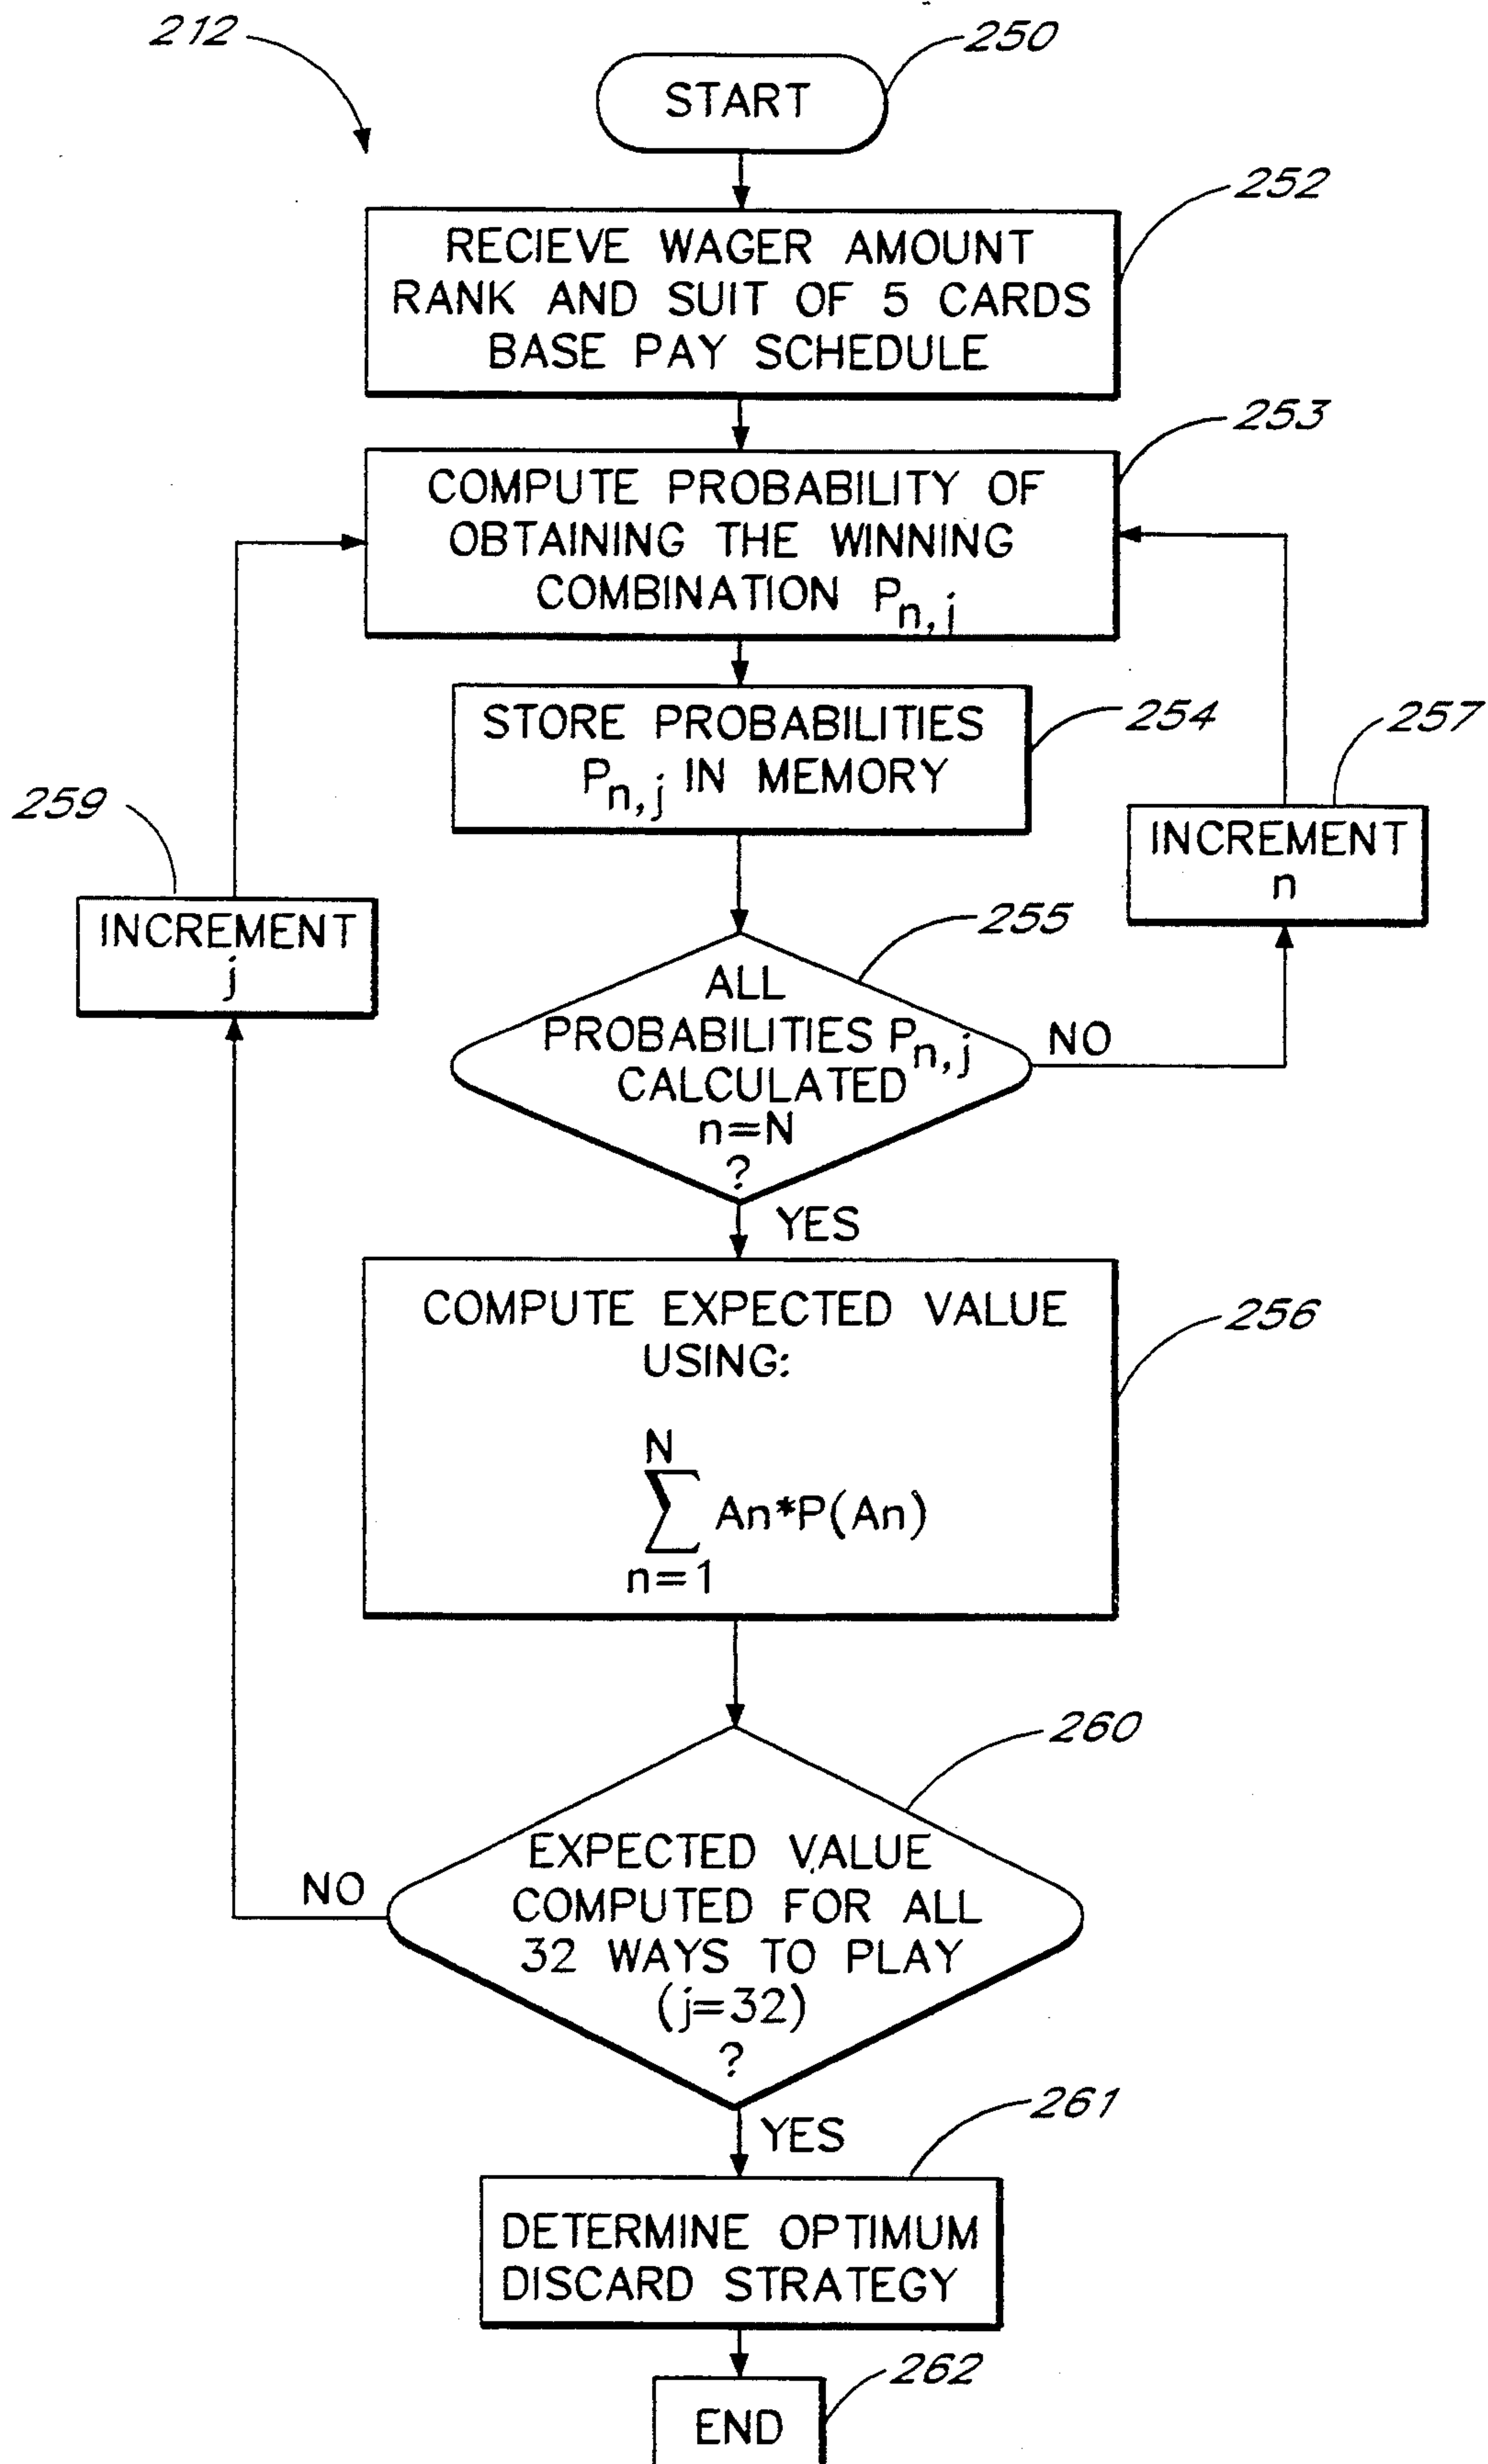 212
250
START
252
RECIEVE WAGER AMOUNT
RANK AND SUIT OF 5 CARDS
BASE PAY SCHEDULE
253
COMPUTE PROBABILITY OF
OBTAINING THE WINNING
COMBINATION Pn,j
254
STORE PROBABILITIES
Pn,j IN MEMORY
257
INCREMENT
n
259
INCREMENT
j
255
ALL
PROBABILITIES Pn,j
CALCULATED
n=N
?
NO
YES
256
COMPUTE EXPECTED VALUE
USING:
N
∑ An*P(An)
n=1
260
EXPECTED VALUE
COMPUTED FOR ALL
32 WAYS TO PLAY
(j=32)
?
NO
YES
261
DETERMINE OPTIMUM
DISCARD STRATEGY
262
END